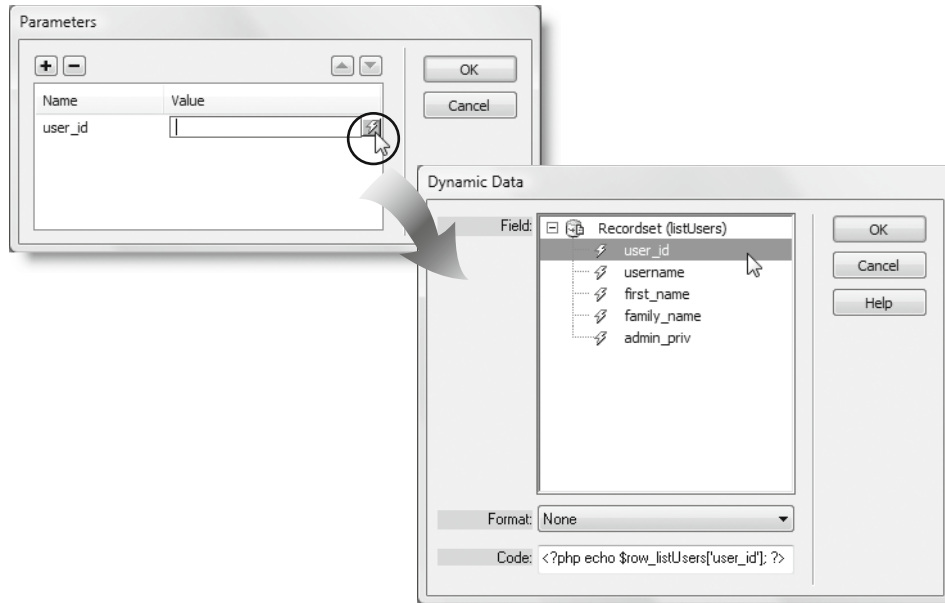 Parameters
OK
Cancel
Name Value
user_id
Dynamic Data
Field:
Recordset (listUsers)
user_id
username
first_name
family_name
admin_priv
OK
Cancel
Help
Format: None
Code: <?php echo $row_listUsers['user_id']; ?>